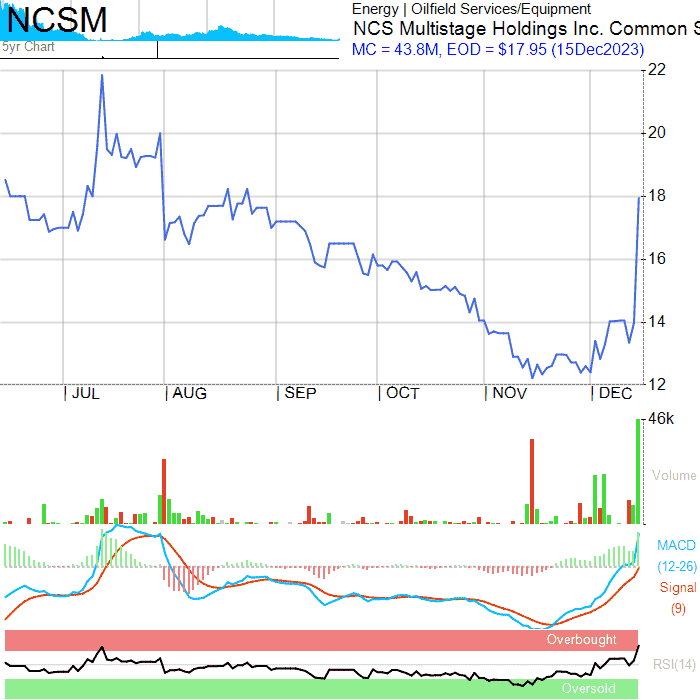 NCSM
5yr Chart
Energy | Oilfield Services/Equipment
NCS Multistage Holdings Inc. Common S
MC = 43.8M, EOD = $17.95 (15Dec2023)
22
20
18
16
14
12
JUL AUG SEP OCT NOV DEC
46k
Volume
MACD
(12-26)
Signal
(9)
Overbought
RSI(14)
Oversold